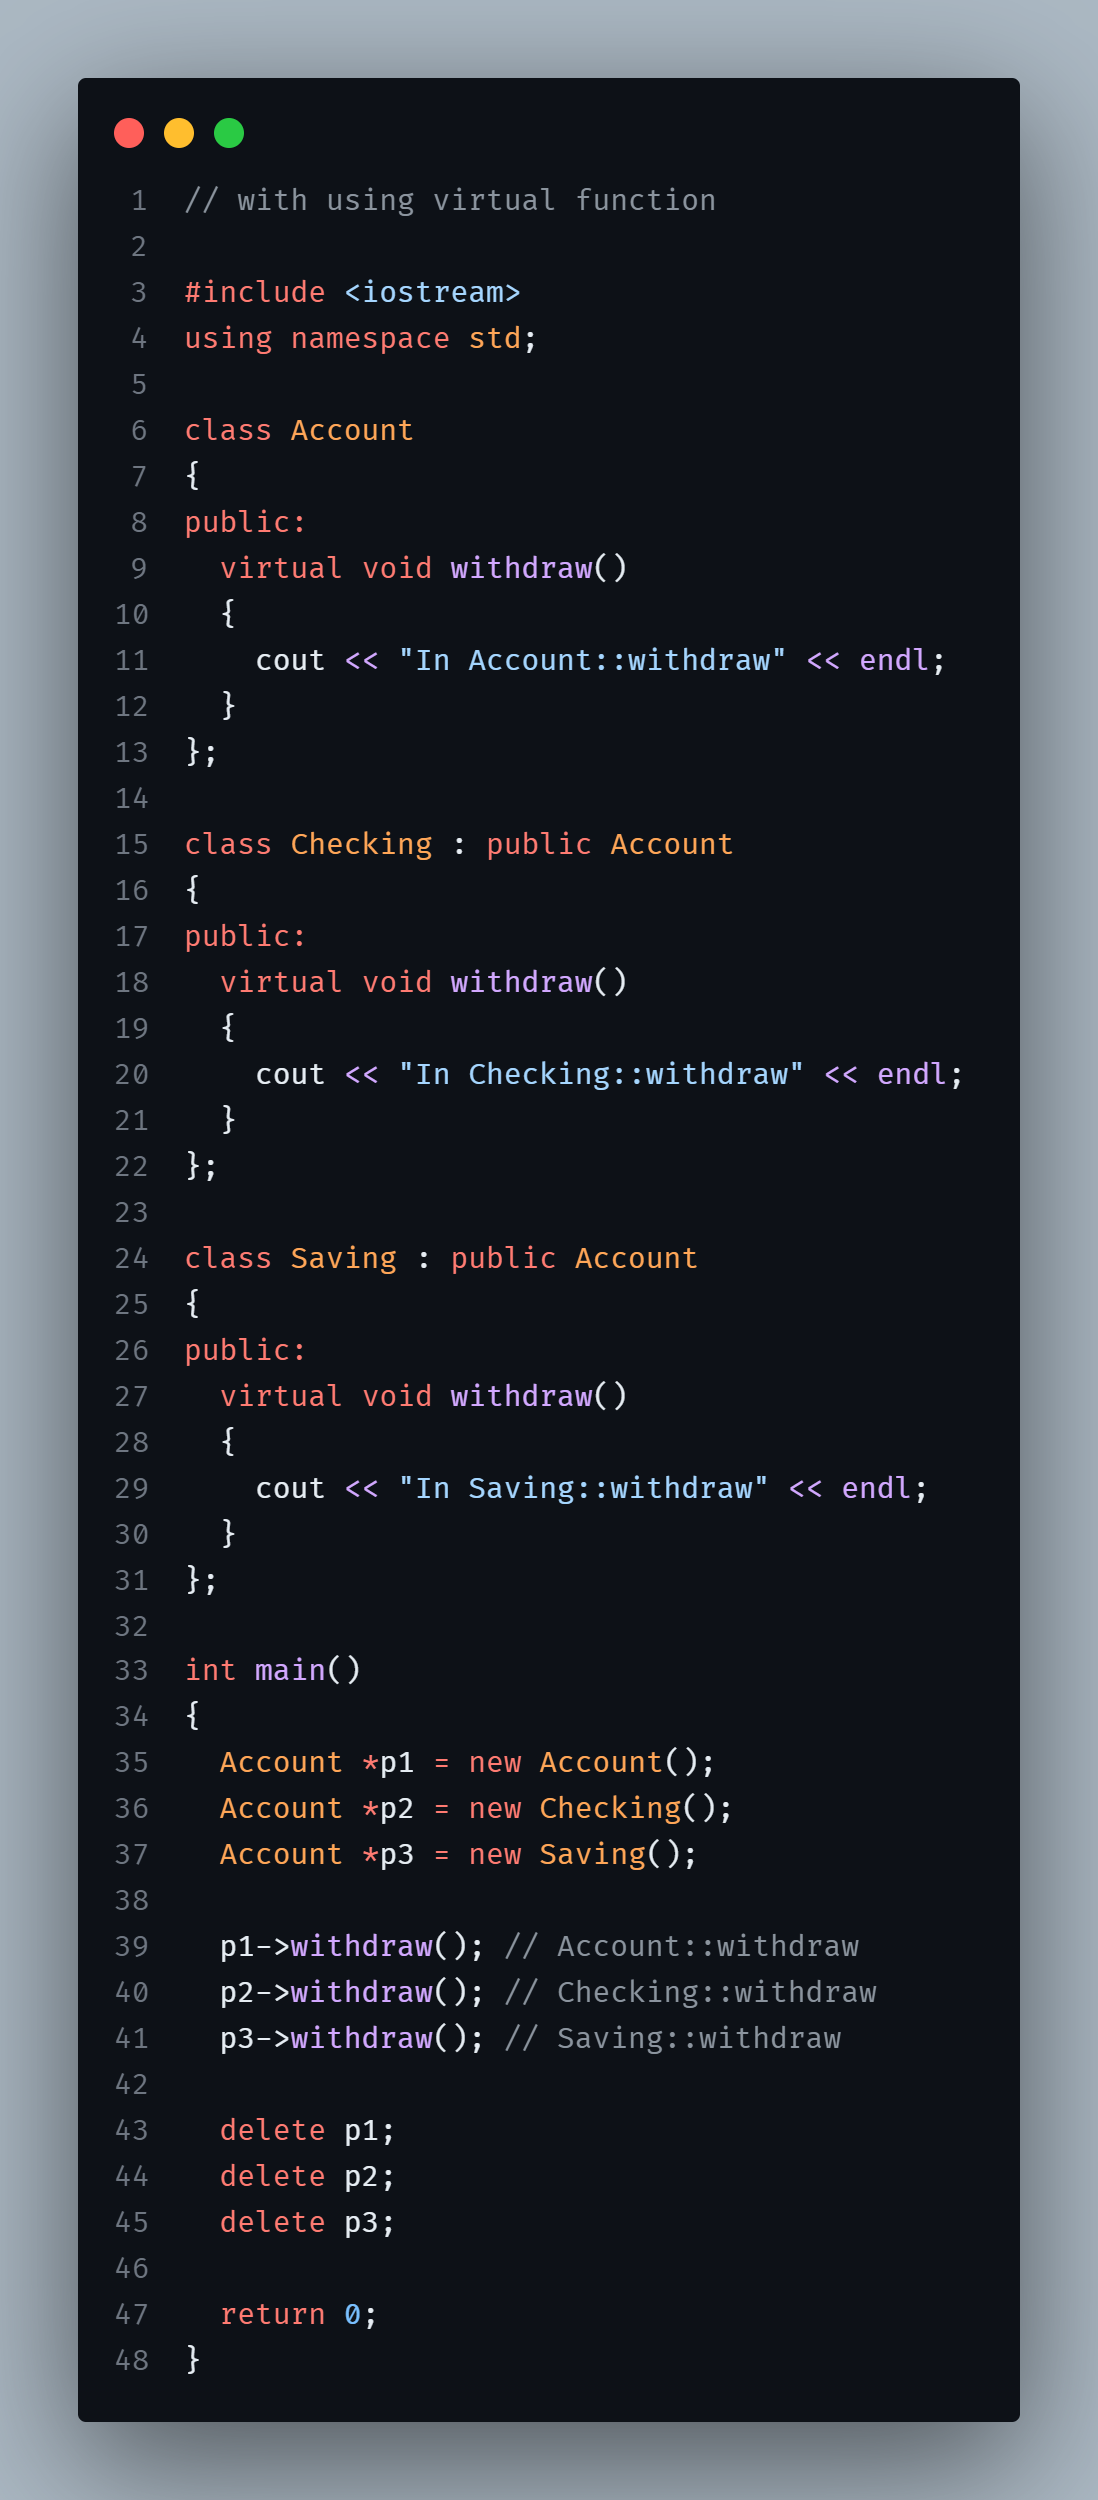 1 // with using virtual function
2
3 #include <iostream>
4 using namespace std;
5
6 class Account
7 {
8 public:
9   virtual void withdraw()
10   {
11     cout << "In Account::withdraw" << endl;
12   }
13 };
14
15 class Checking : public Account
16 {
17 public:
18   virtual void withdraw()
19   {
20     cout << "In Checking::withdraw" << endl;
21   }
22 };
23
24 class Saving : public Account
25 {
26 public:
27   virtual void withdraw()
28   {
29     cout << "In Saving::withdraw" << endl;
30   }
31 };
32
33 int main()
34 {
35   Account *p1 = new Account();
36   Account *p2 = new Checking();
37   Account *p3 = new Saving();
38
39   p1->withdraw(); // Account::withdraw
40   p2->withdraw(); // Checking::withdraw
41   p3->withdraw(); // Saving::withdraw
42
43   delete p1;
44   delete p2;
45   delete p3;
46
47   return 0;
48 }